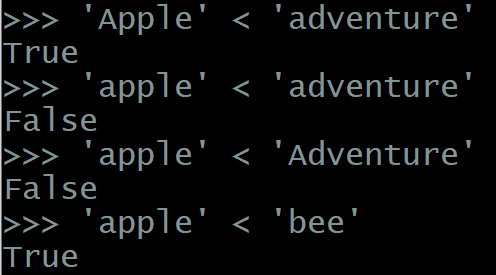 >>> 'Apple' < 'adventure'
True
>>> 'apple' < 'adventure'
False
>>> 'apple' < 'Adventure'
False
>>> 'apple' < 'bee'
True